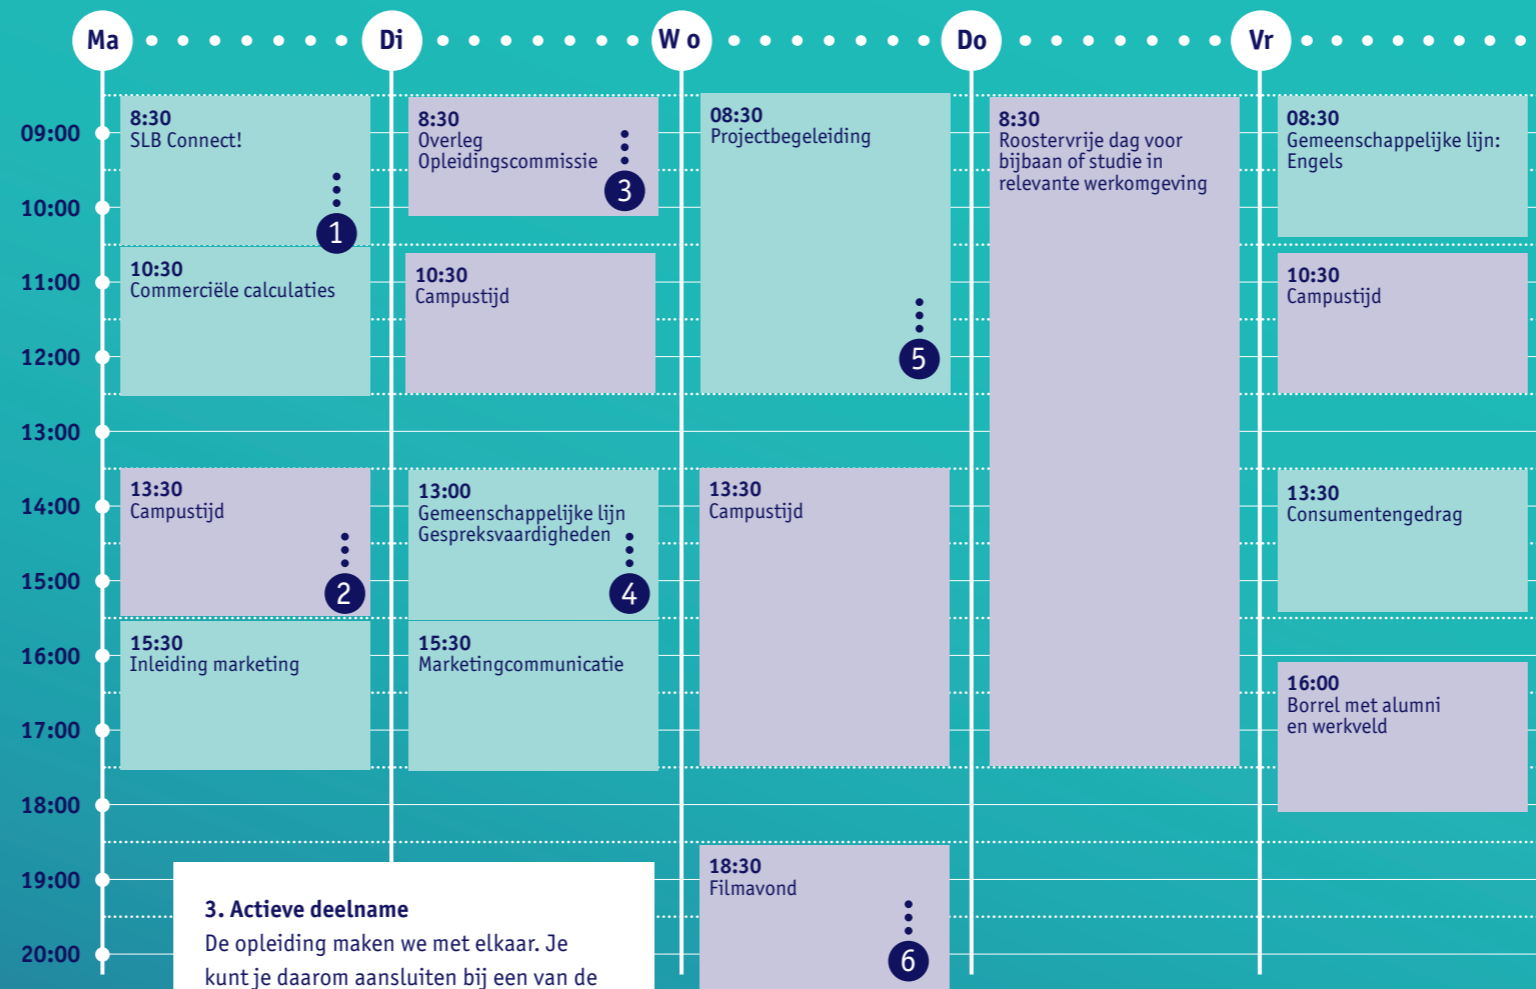 Ma
Di
W o
Do
Vr
09:00
10:00
11:00
12:00
13:00
14:00
15:00
16:00
17:00
18:00
19:00
20:00
8:30
SLB Connect!
1
10:30
Commerciële calculaties
13:30
Campustijd
2
15:30
Inleiding marketing
8:30
Overleg
Opleidingscommissie
3
10:30
Campustijd
13:00
Gemeenschappelijke lijn
Gespreksvaardigheden
4
15:30
Marketingcommunicatie
08:30
Projectbegeleiding
5
13:30
Campustijd
18:30
Filmavond
6
8:30
Roostervrije dag voor
bijbaan of studie in
relevante werkomgeving
08:30
Gemeenschappelijke lijn:
Engels
10:30
Campustijd
13:30
Consumentengedrag
16:00
Borrel met alumni
en werkveld
3. Actieve deelname
De opleiding maken we met elkaar. Je
kunt je daarom aansluiten bij een van de